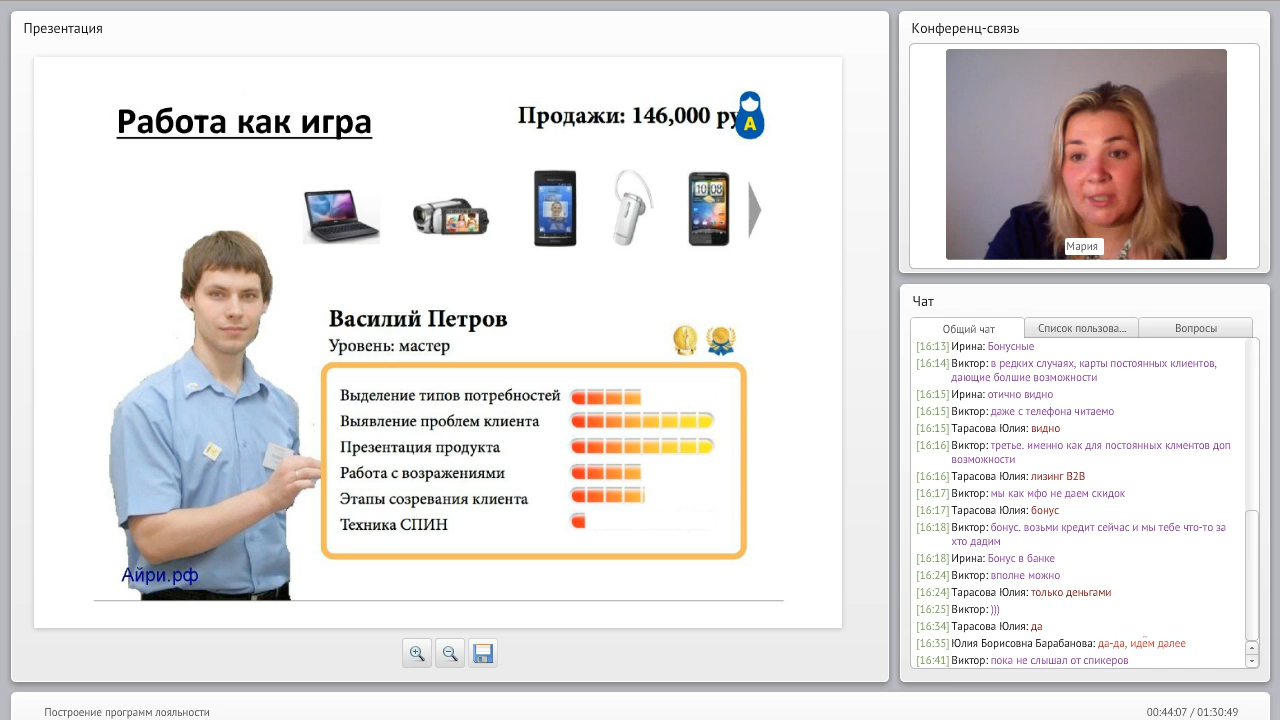 Презентация
Работа как игра
Продажи: 146,000 ру
А
Василий Петров
Уровень: мастер
Выделение типов потребностей
Выявление проблем клиента
Презентация продукта
Работа с возражениями
Этапы созревания клиента
Техника СПИН
Айри.рф
Конференц-связь
Мария
Чат
Общий чат
Список пользова...
Вопросы
[16:13] Ирина: Бонусные
[16:14] Виктор: в редких случаях, карты постоянных клиентов,
дающие болшие возможности
[16:15] Ирина: отично видно
[16:15] Виктор: даже с телефона читаемо
[16:15] Тарасова Юлия: видно
[16:16] Виктор: третье. именно как для постоянных клментов доп
возможности
[16:16] Тарасова Юлия: лизинг В2В
[16:17] Виктор: мы как мфо не даем скидок
[16:17] Тарасова Юлия: бонус
[16:18] Виктор: бонус. возьми кредит сейчас и мы тебе что-то за
хто дадим
[16:18] Ирина: Бонус в банке
[16:24] Виктор: вполне можно
[16:24] Тарасова Юлия: только деньгами
[16:25] Виктор: )))
[16:34] Тарасова Юлия: да
[16:35] Юлия Борисовна Барабанова: да-да, идём далее
[16:41] Виктор: пока не слышал от спикеров
Построение программ лояльности
00:44:07 / 01:30:49